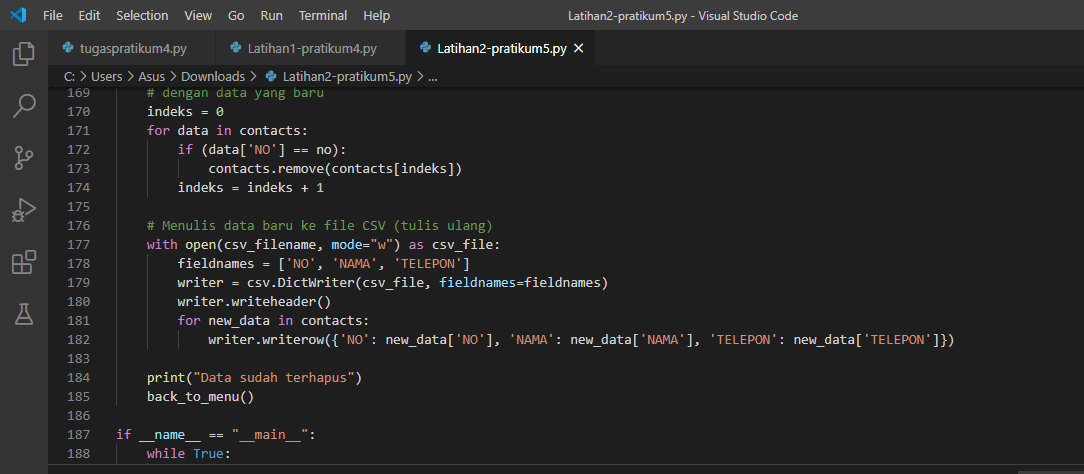 File Edit Selection View Go Run Terminal Help Latihan2-pratikum5.py - Visual Studio Code
tugaspratikum4.py Latihan1-pratikum4.py Latihan2-pratikum5.py ×
C: > Users > Asus > Downloads > Latihan2-pratikum5.py > ...
169 # dengan data yang baru
170 indeks = 0
171 for data in contacts:
172 if (data['NO'] == no):
173 contacts.remove(contacts[indeks])
174 indeks = indeks + 1
175
176 # Menulis data baru ke file CSV (tulis ulang)
177 with open(csv_filename, mode="w") as csv_file:
178 fieldnames = ['NO', 'NAMA', 'TELEPON']
179 writer = csv.DictWriter(csv_file, fieldnames=fieldnames)
180 writer.writeheader()
181 for new_data in contacts:
182 writer.writerow({'NO': new_data['NO'], 'NAMA': new_data['NAMA'], 'TELEPON': new_data['TELEPON']})
183
184 print("Data sudah terhapus")
185 back_to_menu()
186
187 if __name__ == "__main__":
188 while True: